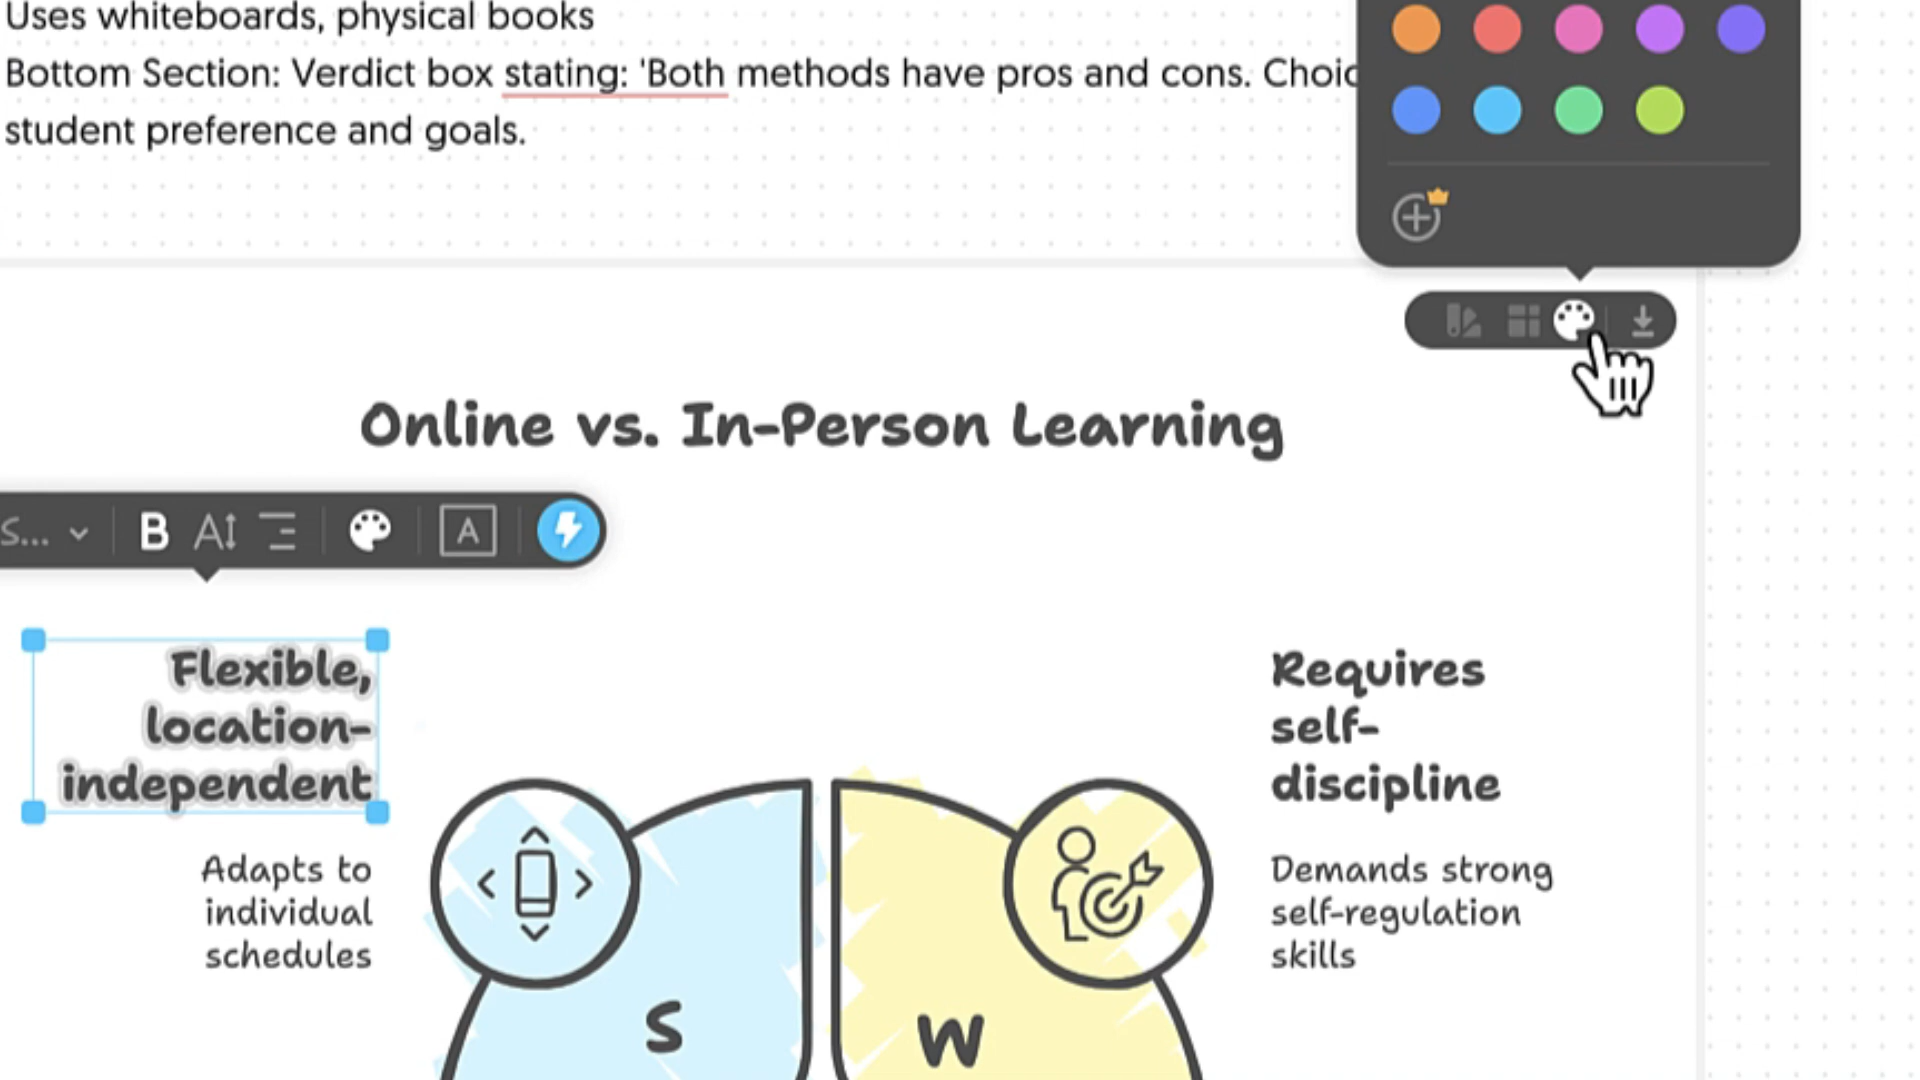 Uses whiteboards, physical books
Bottom Section: Verdict box stating: 'Both methods have pros and cons. Choic
student preference and goals.
Online vs. In-Person Learning
S...
B
A
A
Flexible,
location-
independent
Adapts to
individual
schedules
Requires
self-
discipline
Demands strong
self-regulation
skills
S
W